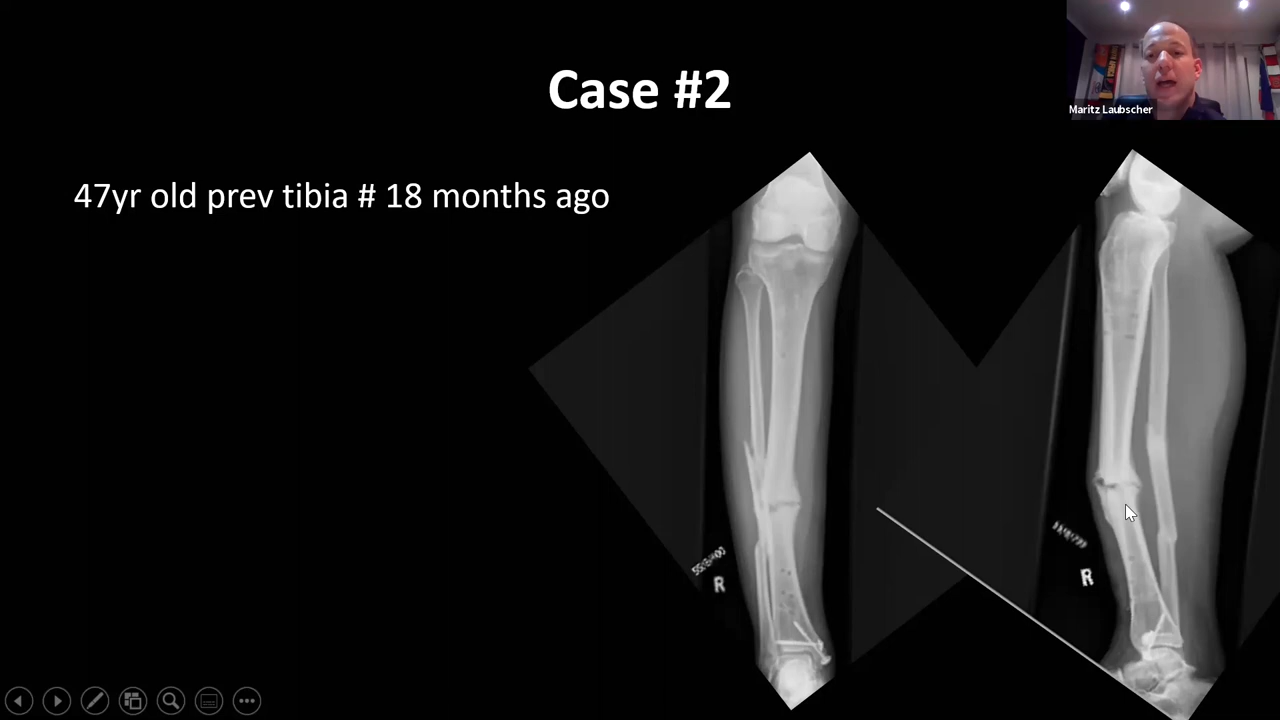 Case #2
Maritz Laubscher
47yr old prev tibia # 18 months ago
R
R